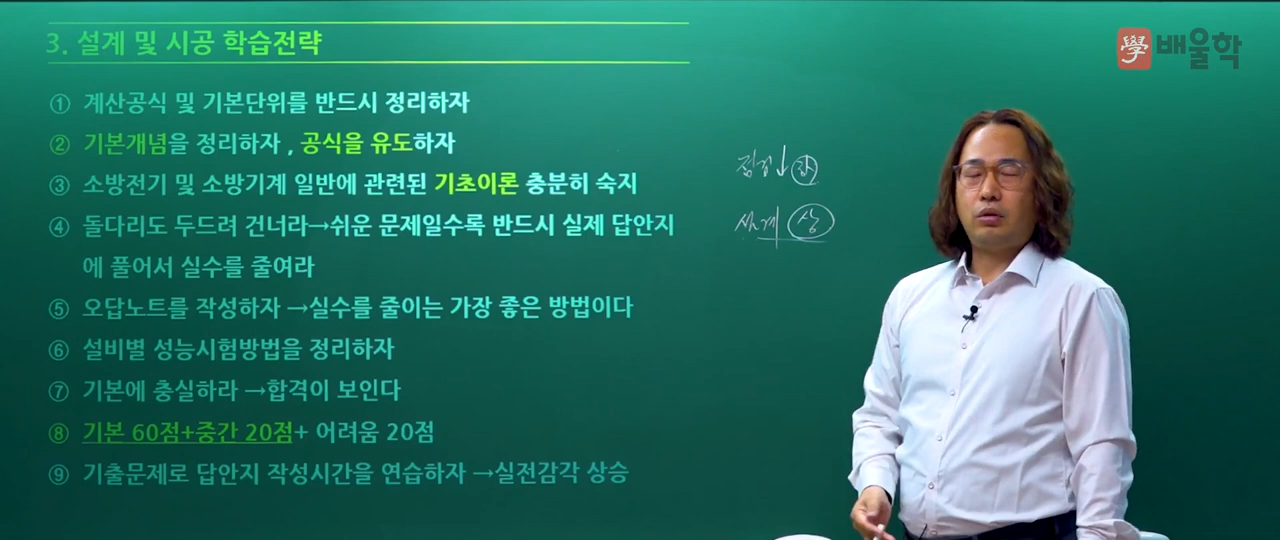 3. 설계 및 시공 학습전략
學 배울학
① 계산공식 및 기본단위를 반드시 정리하자
② 기본개념을 정리하자 , 공식을 유도하자
③ 소방전기 및 소방기계 일반에 관련된 기초이론 충분히 숙지
④ 돌다리도 두드려 건너라→쉬운 문제일수록 반드시 실제 답안지
에 풀어서 실수를 줄여라
⑤ 오답노트를 작성하자 →실수를 줄이는 가장 좋은 방법이다
⑥ 설비별 성능시험방법을 정리하자
⑦ 기본에 충실하라 →합격이 보인다
⑧ 기본 60점+중간 20점+ 어려움 20점
⑨ 기출문제로 답안지 작성시간을 연습하자 →실전감각 상승
설계 상